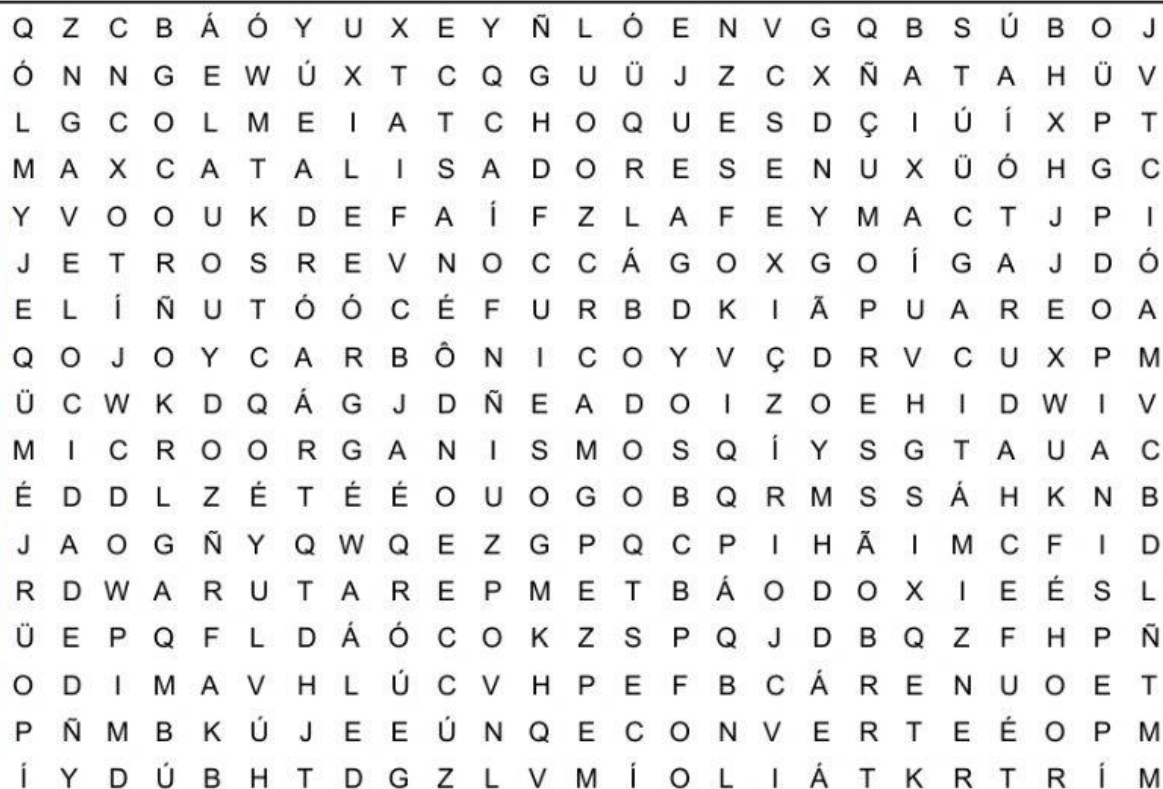 Q Z C B Á Ó Y U X E Y Ñ L Ó E N V G Q B S Ú B O J
Ó N N G E W Ú X T C Q G U Ü J Z C X Ñ A T A H Ü V
L G C O L M E I A T C H O Q U E S D Ç I Ú Í X P T
M A X C A T A L I S A D O R E S E N U X Ü Ó H G C
Y V O O U K D E F A Í F Z L A F E Y M A C T J P I
J E T R O S R E V N O C C Á G O X G O Í G A J D Ó
E L Í Ñ U T Ó Ó C É F U R B D K I Ã P U A R E O A
Q O J O Y C A R B Ô N I C O Y V Ç D R V C U X P M
Ü C W K D Q Á G J D Ñ E A D O I Z O E H I D W I V
M I C R O O R G A N I S M O S Q Í Y S G T A U A C
É D D L Z É T É É O U O G O B Q R M S S Á H K N B
J A O G Ñ Y Q W Q E Z G P Q C P I H Ã I M C F I D
R D W A R U T A R E P M E T B Á O D O X I E É S L
Ü E P Q F L D Á Ó C O K Z S P Q J D B Q Z F H P Ñ
O D I M A V H L Ú C V H P E F B C Á R E N U O E T
P Ñ M B K Ú J E E Ú N Q E C O N V E R T E É O P M
Í Y D Ú B H T D G Z L V M Í O L I Á T K R T R Í M